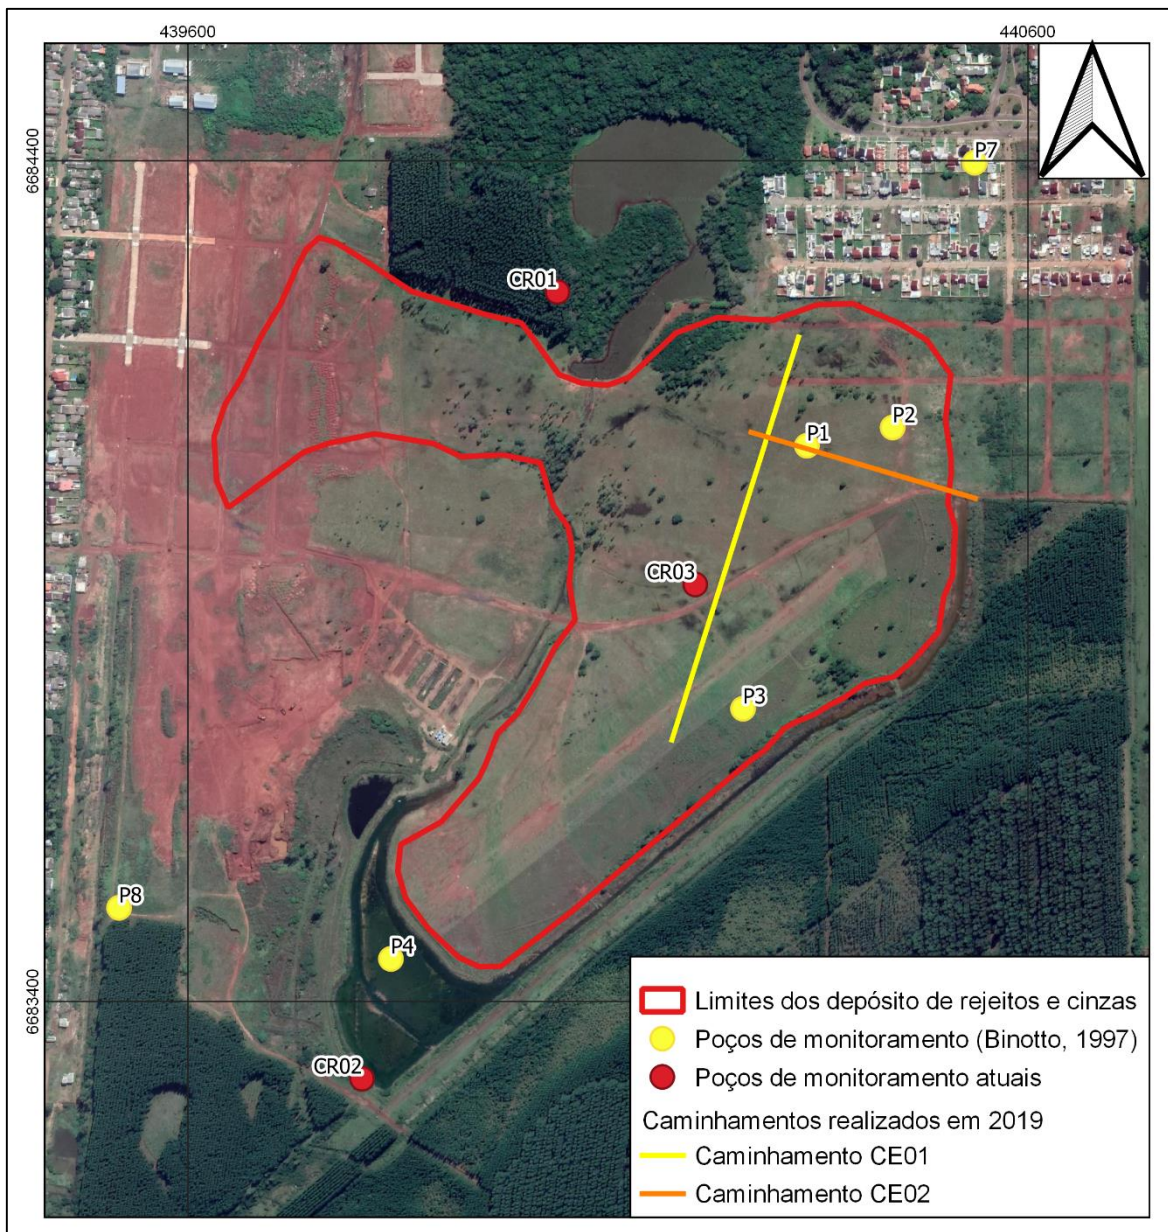 439600
440600
6684400
P7
CR01
P2
P1
CR03
P3
P8
P4
6683400
CR02
Limites dos depósito de rejeitos e cinzas
Poços de monitoramento (Binotto, 1997)
Poços de monitoramento atuais
Caminhamentos realizados em 2019
Caminhamento CE01
Caminhamento CE02